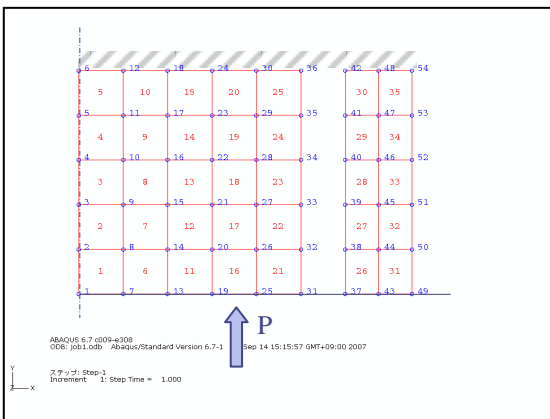 6 12 18 24 30 36 42 48 54
5 10 15 20 25 30 35
5 11 17 23 29 35 41 47 53
4 9 14 19 24 29 34
4 10 16 22 28 34 40 46 52
3 8 13 18 23 28 33
3 9 15 21 27 33 39 45 51
2 7 12 17 22 27 32
2 8 14 20 26 32 38 44 50
1 6 11 16 21 26 31
1 7 13 19 25 31 37 43 49
P
ABAQUS 6.7 c009-e308
ODB: job1.odb Abaqus/Standard Version 6.7-1 Sep 14 15:15:57 GMT+09:00 2007
ステップ: Step-1
Increment 1: Step Time = 1.000
Y
Z X